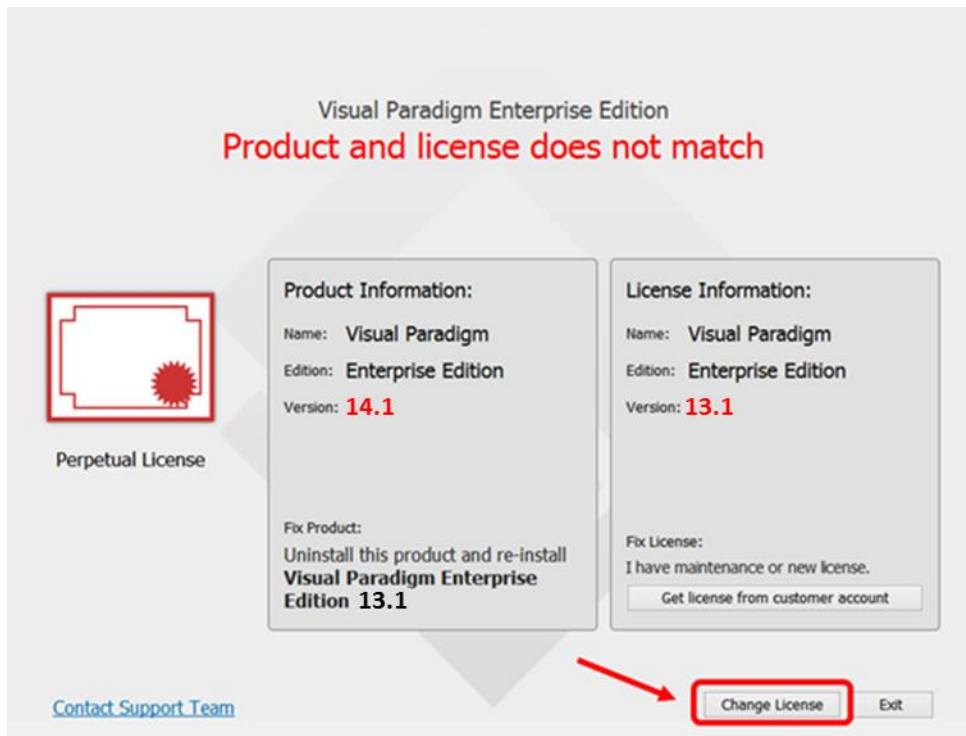 Visual Paradigm Enterprise Edition
Product and license does not match
Perpetual License
Product Information:
Name: Visual Paradigm
Edition: Enterprise Edition
Version: 14.1
Fix Product:
Uninstall this product and re-install
Visual Paradigm Enterprise
Edition 13.1
License Information:
Name: Visual Paradigm
Edition: Enterprise Edition
Version: 13.1
Fix License:
I have maintenance or new license.
Get license from customer account
Contact Support Team
Change License
Exit